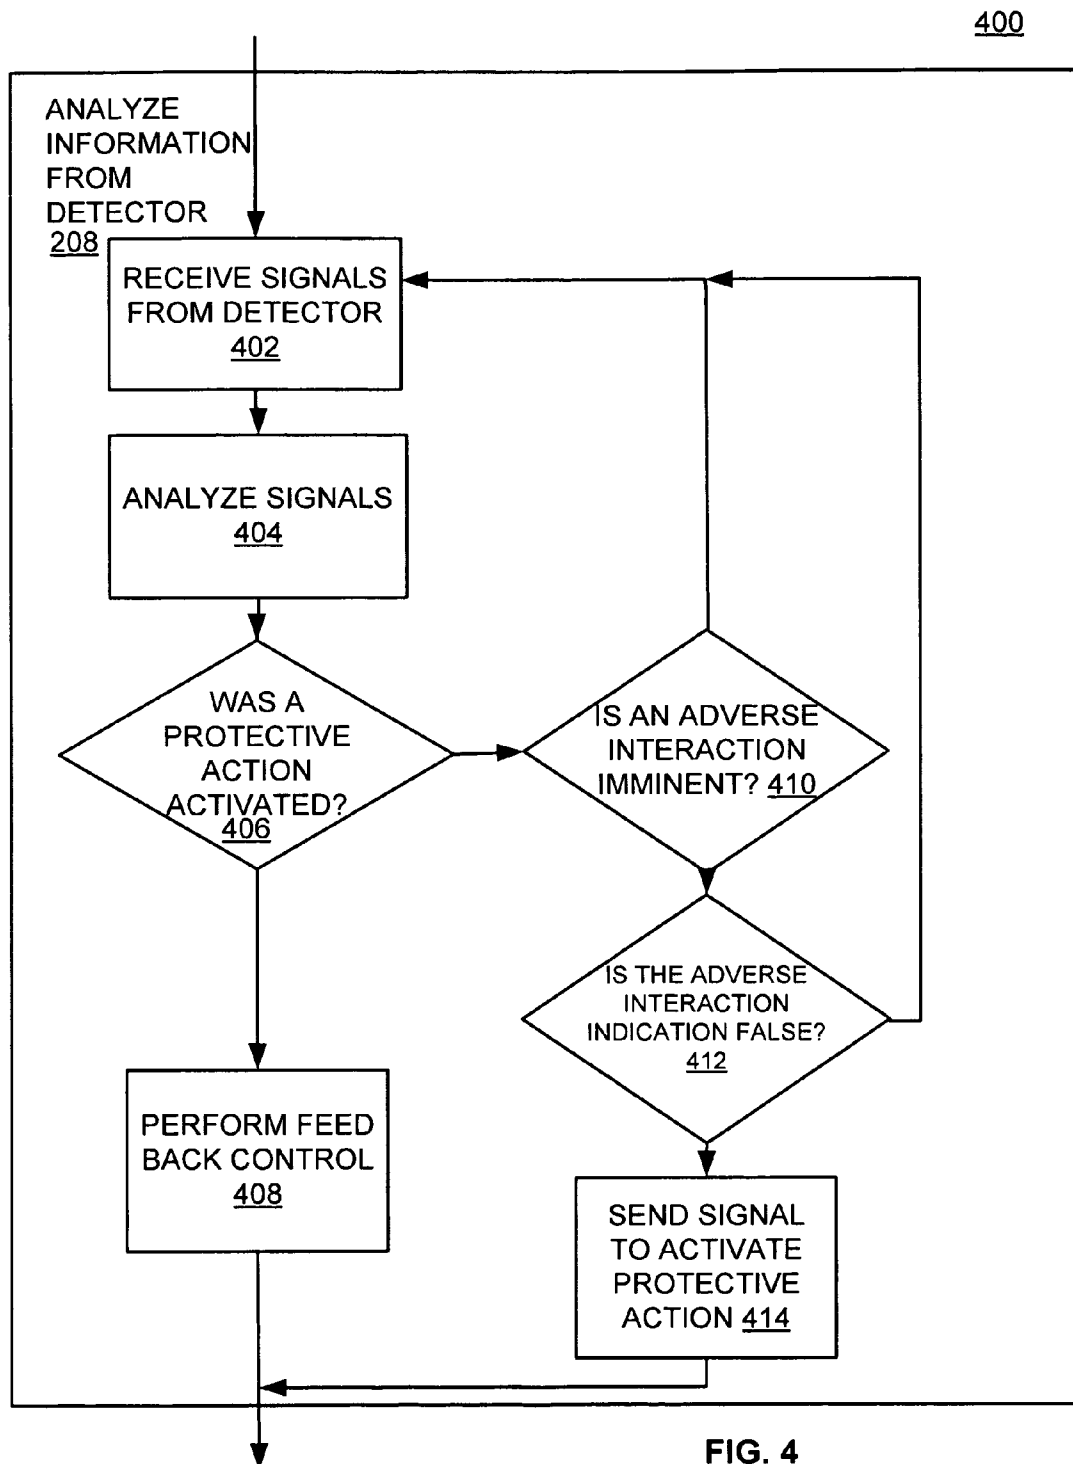 400
ANALYZE
INFORMATION
FROM
DETECTOR
208
RECEIVE SIGNALS
FROM DETECTOR
402
ANALYZE SIGNALS
404
WAS A
PROTECTIVE
ACTION
ACTIVATED?
406
IS AN ADVERSE
INTERACTION
IMMINENT? 410
IS THE ADVERSE
INTERACTION
INDICATION FALSE?
412
PERFORM FEED
BACK CONTROL
408
SEND SIGNAL
TO ACTIVATE
PROTECTIVE
ACTION 414
FIG. 4